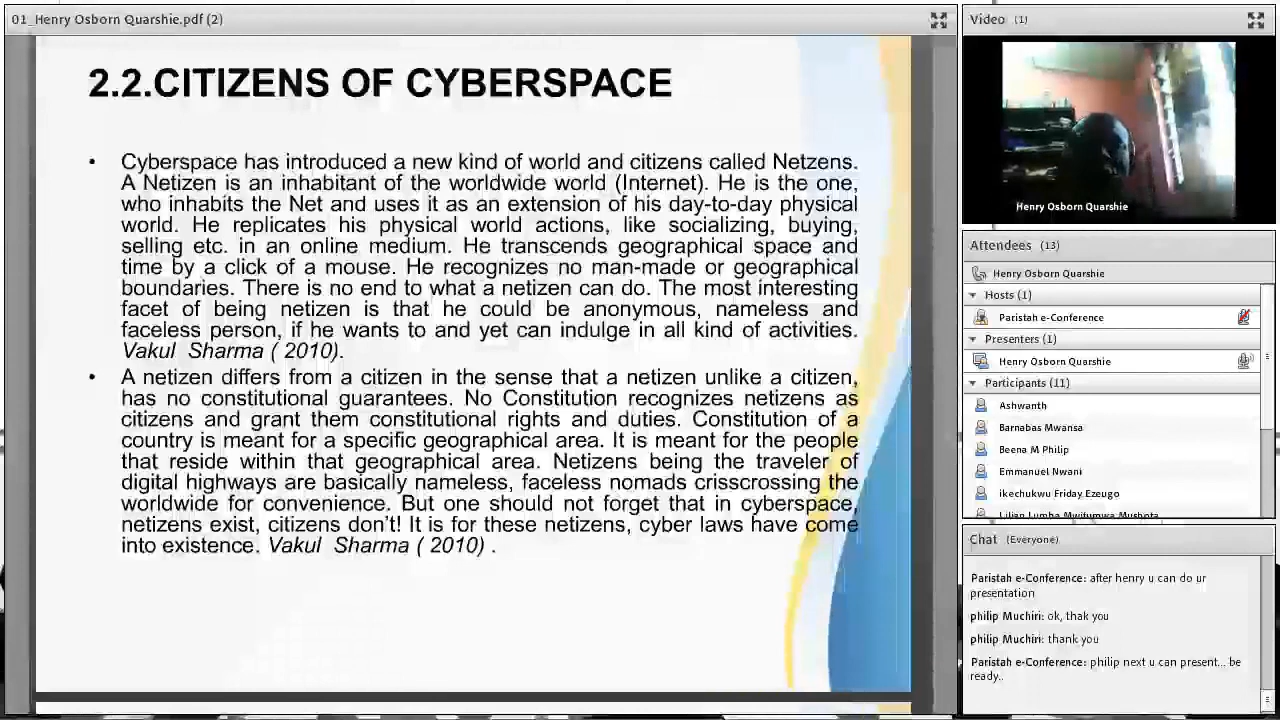 01_Henry Osborn Quarshie.pdf (2)
2.2.CITIZENS OF CYBERSPACE
• Cyberspace has introduced a new kind of world and citizens called Netzens.
A Netizen is an inhabitant of the worldwide world (Internet). He is the one,
who inhabits the Net and uses it as an extension of his day-to-day physical
world. He replicates his physical world actions, like socializing, buying,
selling etc. in an online medium. He transcends geographical space and
time by a click of a mouse. He recognizes no man-made or geographical
boundaries. There is no end to what a netizen can do. The most interesting
facet of being netizen is that he could be anonymous, nameless and
faceless person, if he wants to and yet can indulge in all kind of activities.
Vakul Sharma ( 2010).
• A netizen differs from a citizen in the sense that a netizen unlike a citizen,
has no constitutional guarantees. No Constitution recognizes netizens as
citizens and grant them constitutional rights and duties. Constitution of a
country is meant for a specific geographical area. It is meant for the people
that reside within that geographical area. Netizens being the traveler of
digital highways are basically nameless, faceless nomads crisscrossing the
worldwide for convenience. But one should not forget that in cyberspace,
netizens exist, citizens don't! It is for these netizens, cyber laws have come
into existence. Vakul Sharma ( 2010) .
Video (1)
Henry Osborn Quarshie
Attendees (13)
Henry Osborn Quarshie
Hosts (1)
Paristah e-Conference
Presenters (1)
Henry Osborn Quarshie
Participants (11)
Ashwanth
Barnabas Mwansa
Beena M Philip
Emmanuel Nwani
ikechukwu Friday Ezeugo
Lilian Lumba Mwifumwa Mushota
Chat (Everyone)
Paristah e-Conference: after henry u can do ur
presentation
philip Muchiri: ok, thak you
philip Muchiri: thank you
Paristah e-Conference: philip next u can present... be
ready..